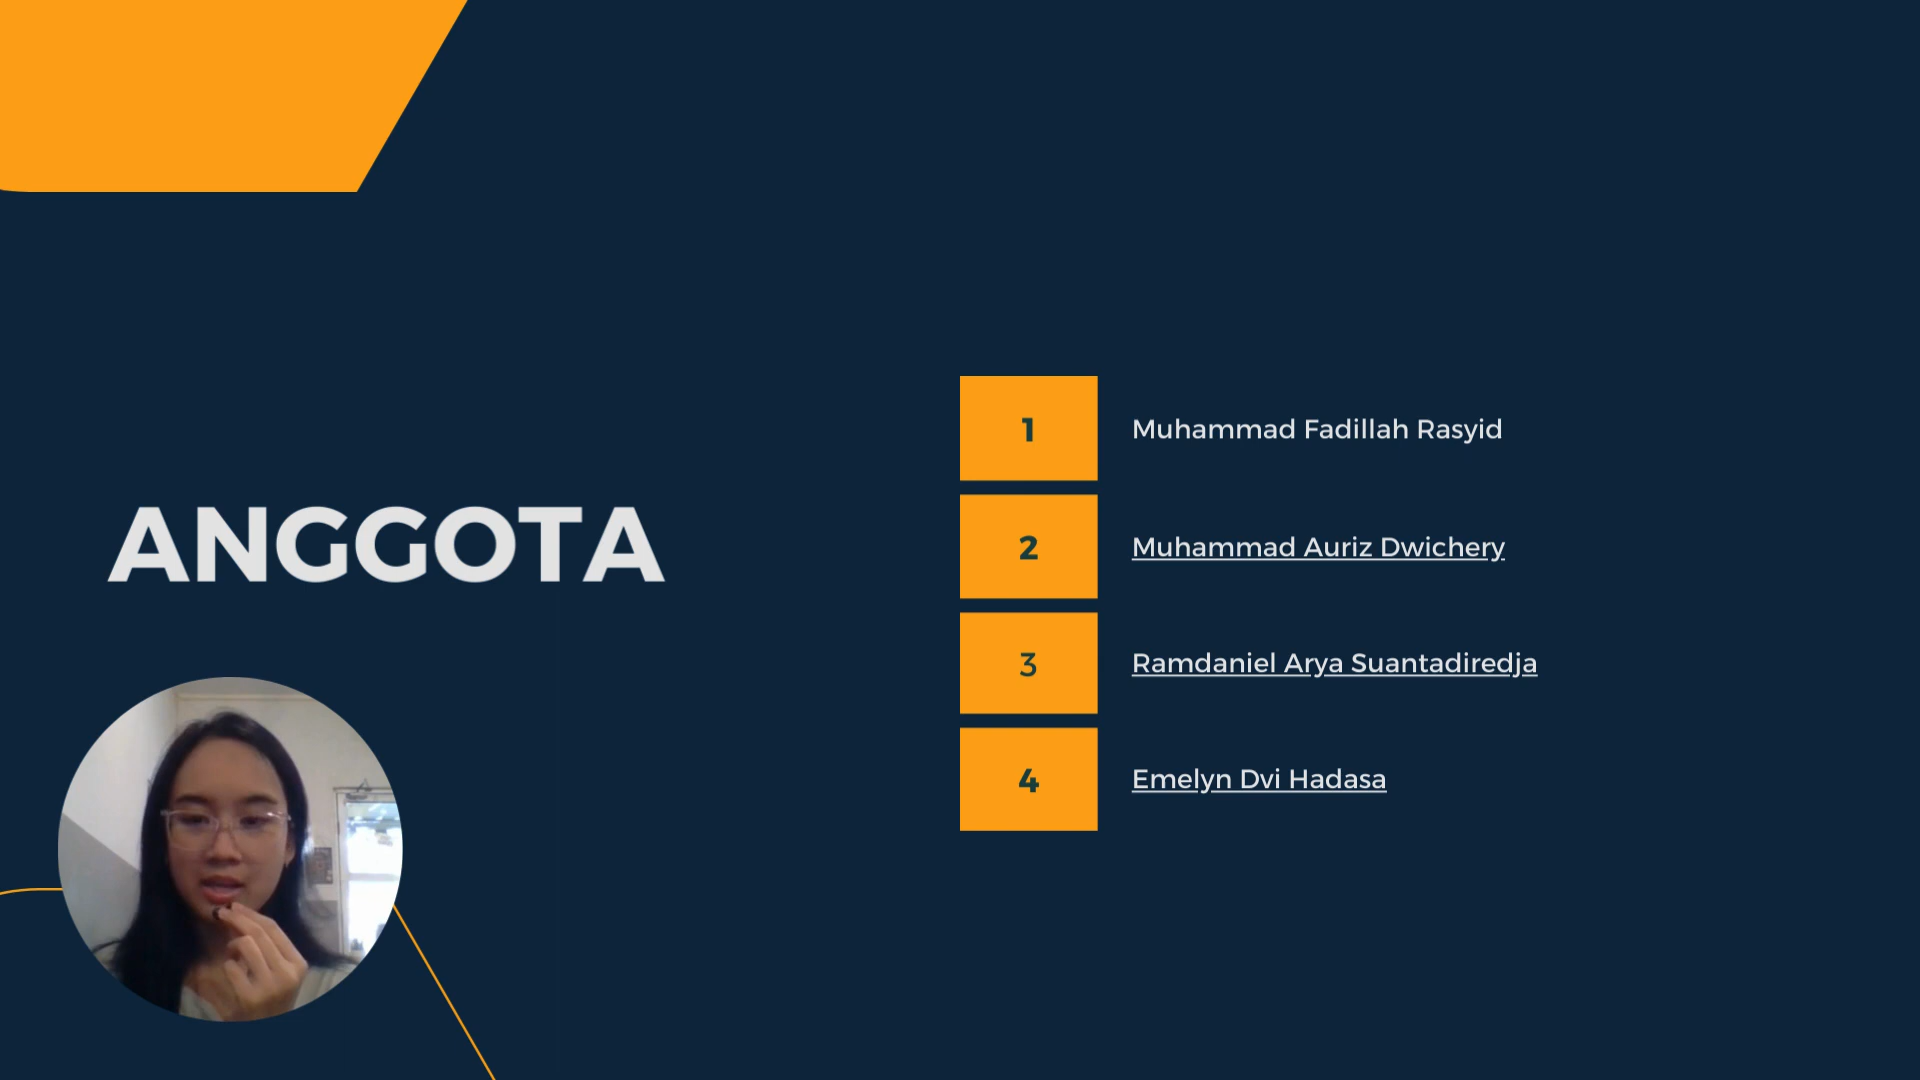 ANGGOTA
1 Muhammad Fadillah Rasyid
2 Muhammad Auriz Dwichery
3 Ramdaniel Arya Suantadiredja
4 Emelyn Dvi Hadasa